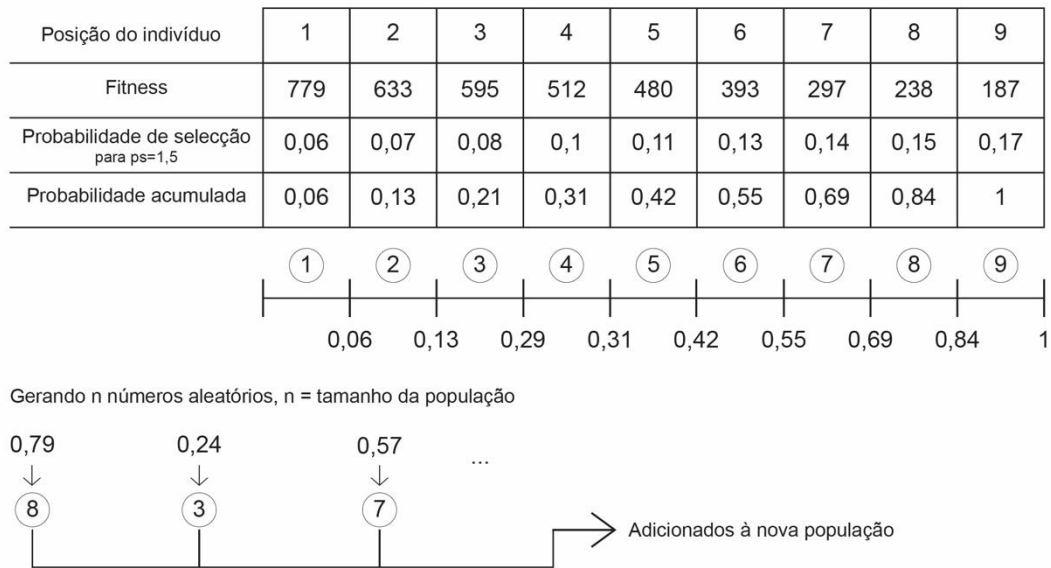 Posição do indivíduo 1 2 3 4 5 6 7 8 9
Fitness 779 633 595 512 480 393 297 238 187
Probabilidade de selecção
para ps=1,5
0,06 0,07 0,08 0,1 0,11 0,13 0,14 0,15 0,17
Probabilidade acumulada 0,06 0,13 0,21 0,31 0,42 0,55 0,69 0,84 1
1 2 3 4 5 6 7 8 9
0,06 0,13 0,29 0,31 0,42 0,55 0,69 0,84 1
Gerando n números aleatórios, n = tamanho da população
0,79 0,24 0,57 ...
8 3 7
Adicionados à nova população